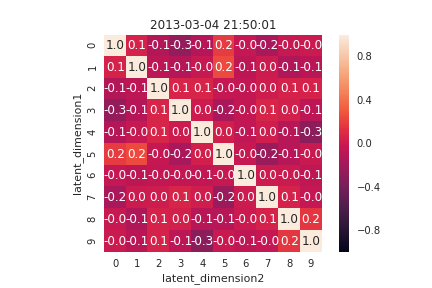 2013-03-04 21:50:01
latent_dimension1
0 1.0 0.1 -0.1 -0.3 -0.1 0.2 -0.0 -0.2 -0.0 -0.0
1 0.1 1.0 -0.1 -0.1 -0.0 0.2 -0.1 0.0 -0.1 -0.1
2 -0.1 -0.1 1.0 0.1 0.1 -0.0 -0.0 0.0 0.1 0.1
3 -0.3 -0.1 0.1 1.0 0.0 -0.2 -0.0 0.1 0.0 -0.1
4 -0.1 -0.0 0.1 0.0 1.0 0.0 -0.1 0.0 -0.1 -0.3
5 0.2 0.2 -0.0 -0.2 0.0 1.0 -0.0 -0.2 -0.1 -0.0
6 -0.0 -0.1 -0.0 -0.0 -0.1 -0.0 1.0 0.0 -0.0 -0.1
7 -0.2 0.0 0.0 0.1 0.0 -0.2 0.0 1.0 0.1 -0.0
8 -0.0 -0.1 0.1 0.0 -0.1 -0.1 -0.0 0.1 1.0 0.2
9 -0.0 -0.1 0.1 -0.1 -0.3 -0.0 -0.1 -0.0 0.2 1.0
0 1 2 3 4 5 6 7 8 9
latent_dimension2
0.8
0.4
0.0
−0.4
−0.8